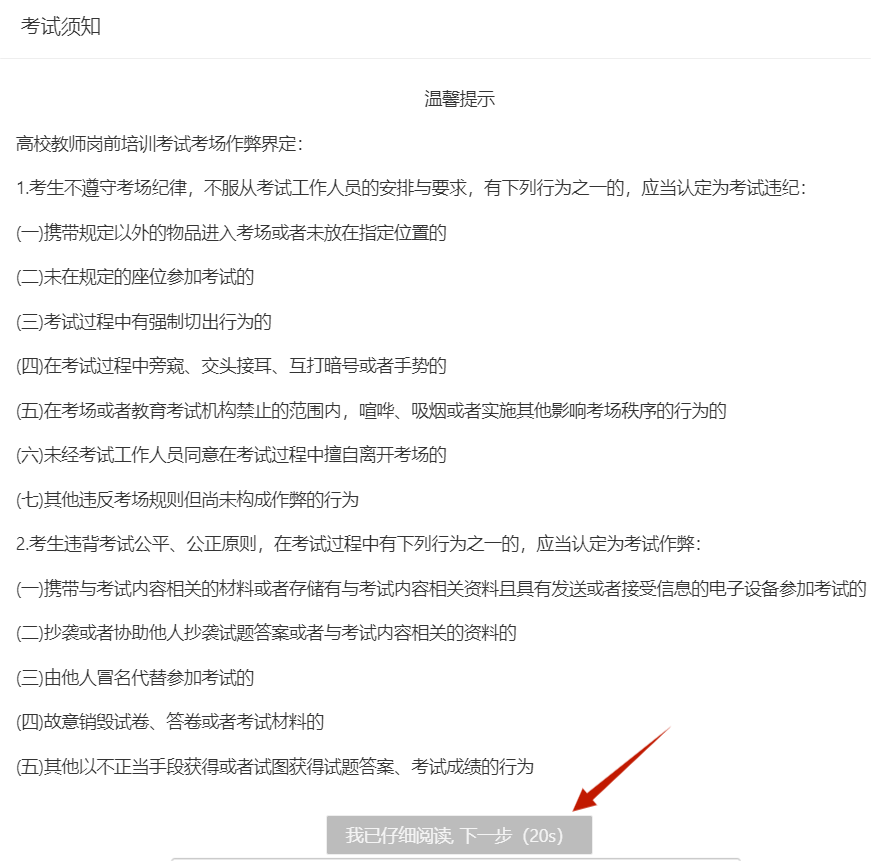 考试须知
温馨提示
高校教师岗前培训考试考场作弊界定：
1.考生不遵守考场纪律，不服从考试工作人员的安排与要求，有下列行为之一的，应当认定为考试违纪：
(一)携带规定以外的物品进入考场或者未放在指定位置的
(二)未在规定的座位参加考试的
(三)考试过程中有强制切出行为的
(四)在考试过程中旁窥、交头接耳、互打暗号或者手势的
(五)在考场或者教育考试机构禁止的范围内，喧哗、吸烟或者实施其他影响考场秩序的行为的
(六)未经考试工作人员同意在考试过程中擅自离开考场的
(七)其他违反考场规则但尚未构成作弊的行为
2.考生违背考试公平、公正原则，在考试过程中有下列行为之一的，应当认定为考试作弊：
(一)携带与考试内容相关的材料或者存储有与考试内容相关资料且具有发送或者接受信息的电子设备参加考试的
(二)抄袭或者协助他人抄袭试题答案或者与考试内容相关的资料的
(三)由他人冒名代替参加考试的
(四)故意销毁试卷、答卷或者考试材料的
(五)其他以不正当手段获得或者试图获得试题答案、考试成绩的行为
我已仔细阅读, 下一步（20s）